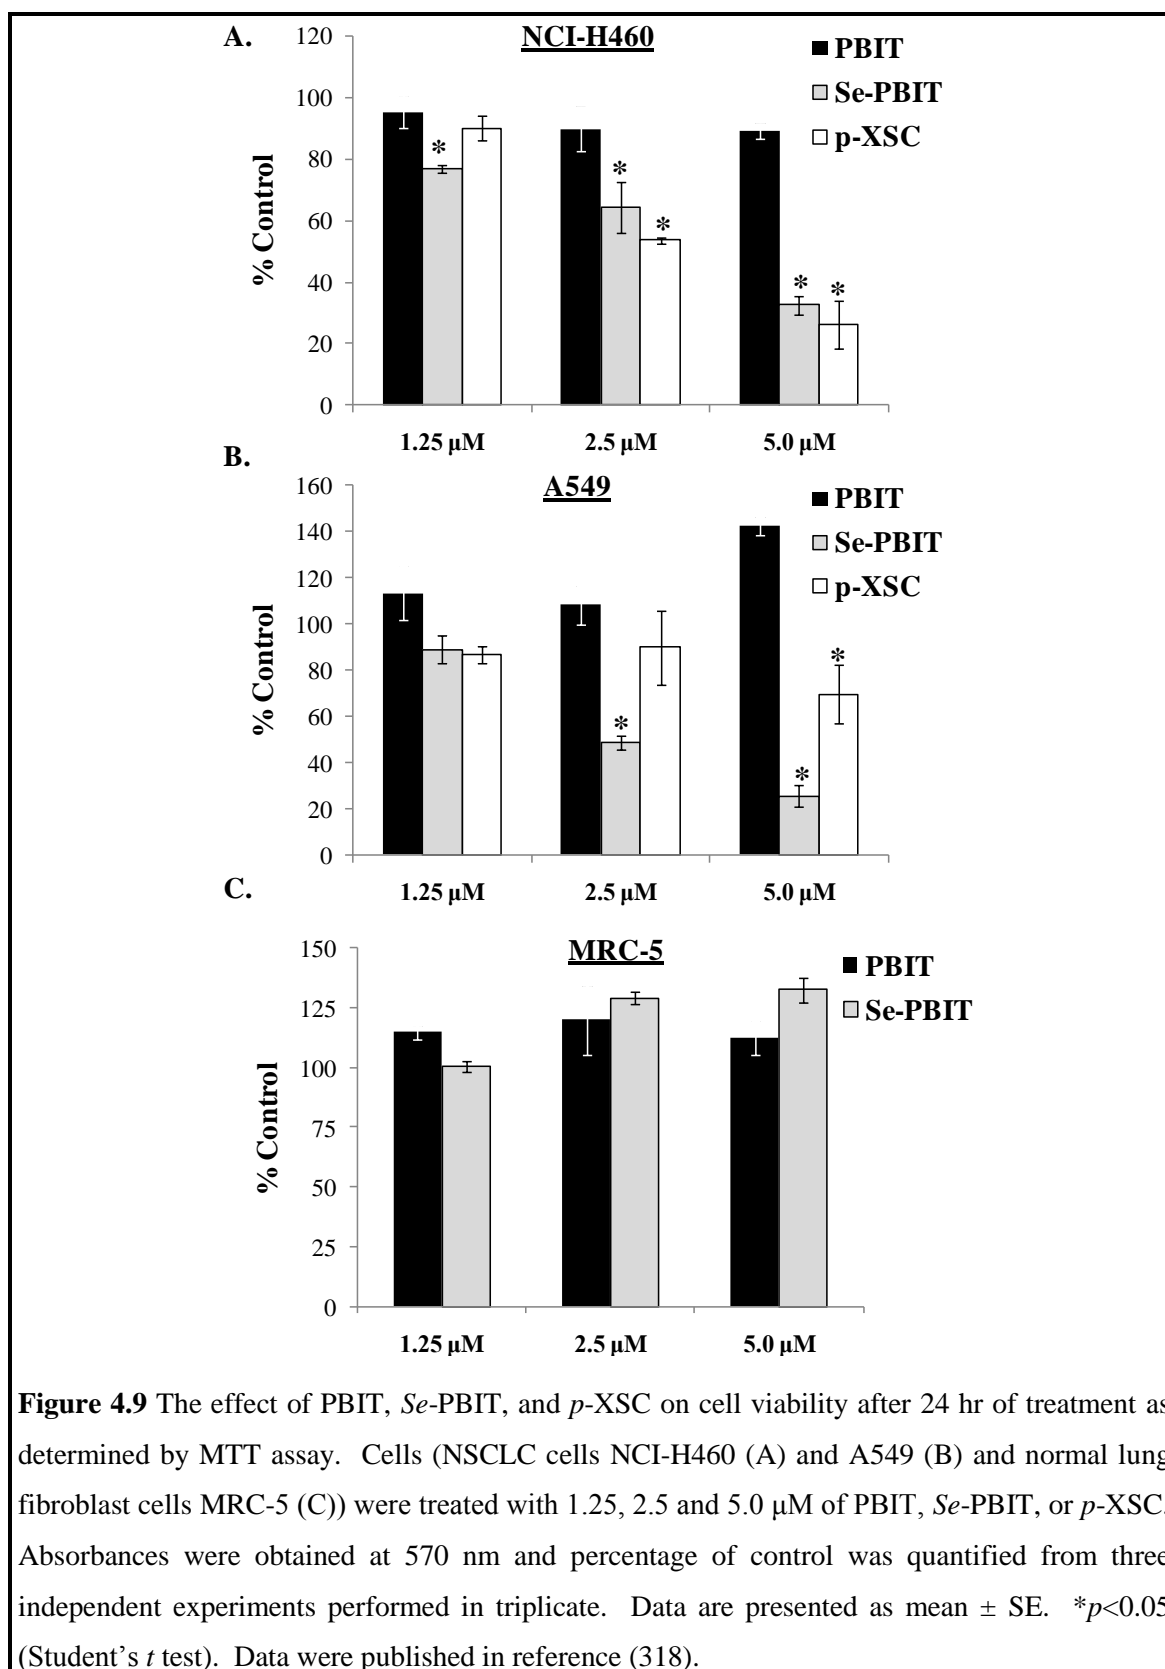 A.
NCI-H460
PBIT
Se-PBIT
p-XSC
% Control
120
100
80
60
40
20
0
*
*
*
*
*
1.25 μM
2.5 μM
5.0 μM
B.
A549
PBIT
Se-PBIT
p-XSC
% Control
160
140
120
100
80
60
40
20
0
*
*
*
1.25 μM
2.5 μM
5.0 μM
C.
MRC-5
PBIT
Se-PBIT
% Control
150
125
100
75
50
25
0
1.25 μM
2.5 μM
5.0 μM
Figure 4.9 The effect of PBIT, Se-PBIT, and p-XSC on cell viability after 24 hr of treatment as
determined by MTT assay. Cells (NSCLC cells NCI-H460 (A) and A549 (B) and normal lung
fibroblast cells MRC-5 (C)) were treated with 1.25, 2.5 and 5.0 μM of PBIT, Se-PBIT, or p-XSC.
Absorbances were obtained at 570 nm and percentage of control was quantified from three
independent experiments performed in triplicate. Data are presented as mean ± SE. *p<0.05
(Student's t test). Data were published in reference (318).